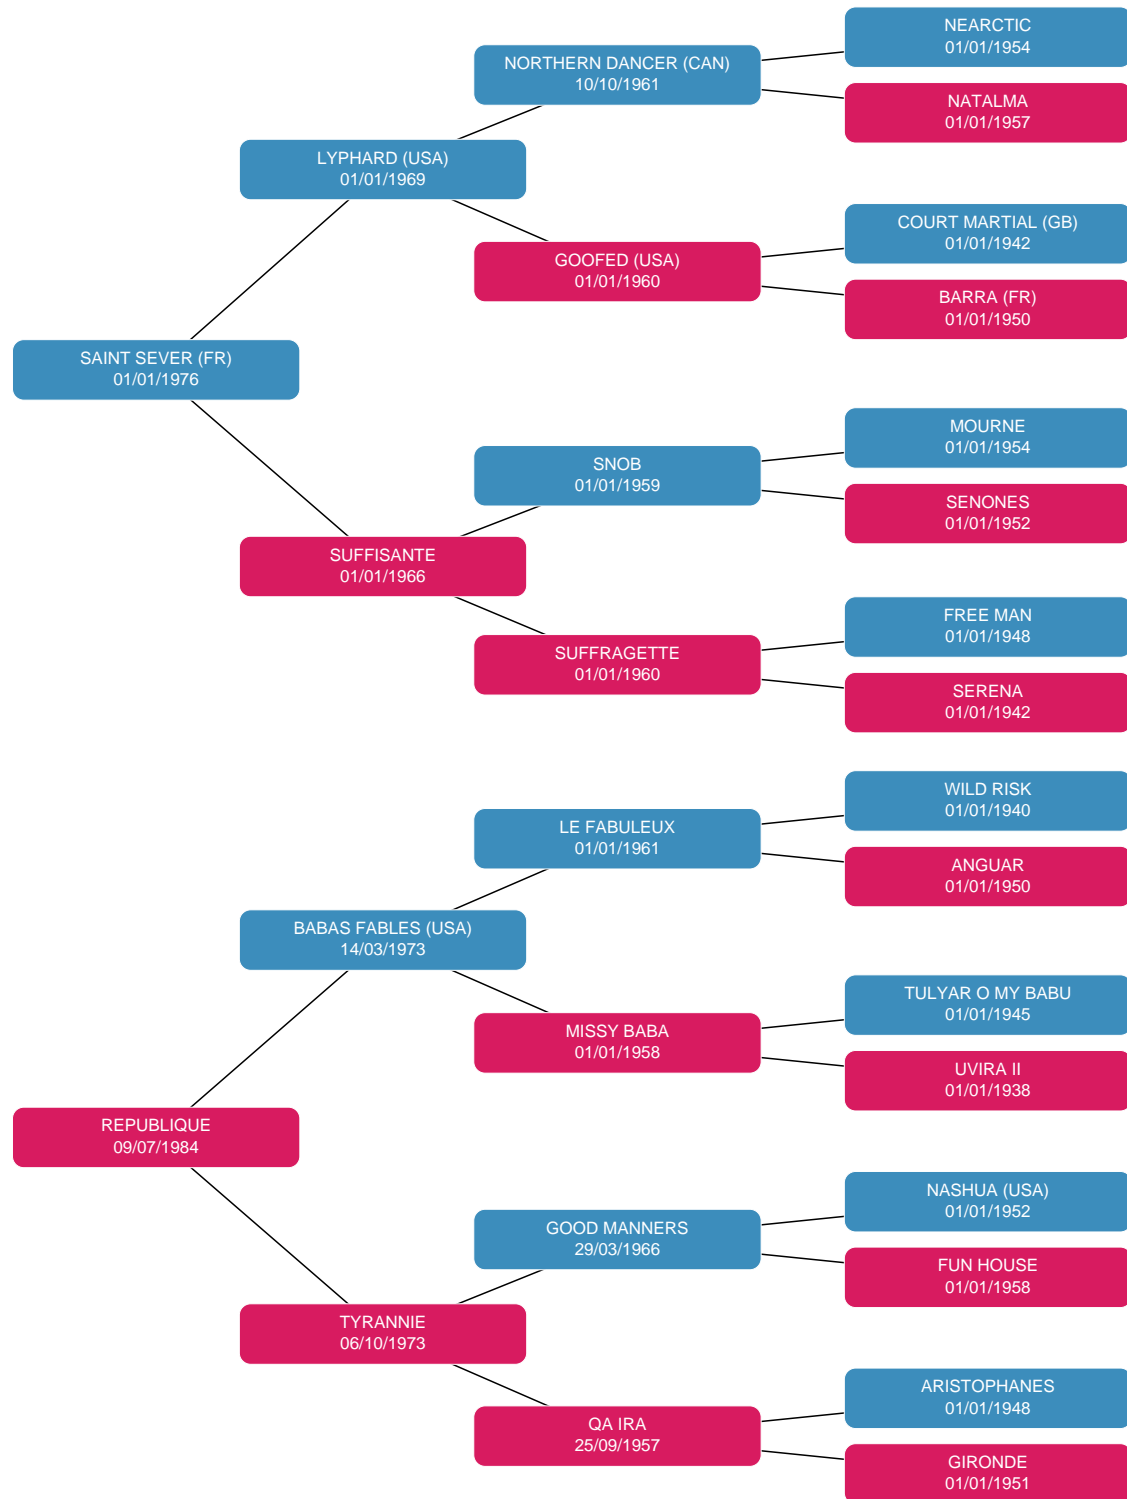 NEARCTIC
01/01/1954
NORTHERN DANCER (CAN)
10/10/1961
NATALMA
01/01/1957
LYPHARD (USA)
01/01/1969
COURT MARTIAL (GB)
01/01/1942
GOOFED (USA)
01/01/1960
BARRA (FR)
01/01/1950
SAINT SEVER (FR)
01/01/1976
MOURNE
01/01/1954
SNOB
01/01/1959
SENONES
01/01/1952
SUFFISANTE
01/01/1966
FREE MAN
01/01/1948
SUFFRAGETTE
01/01/1960
SERENA
01/01/1942
WILD RISK
01/01/1940
LE FABULEUX
01/01/1961
ANGUAR
01/01/1950
BABAS FABLES (USA)
14/03/1973
TULYAR O MY BABU
01/01/1945
MISSY BABA
01/01/1958
UVIRA II
01/01/1938
REPUBLIQUE
09/07/1984
NASHUA (USA)
01/01/1952
GOOD MANNERS
29/03/1966
FUN HOUSE
01/01/1958
TYRANNIE
06/10/1973
ARISTOPHANES
01/01/1948
QA IRA
25/09/1957
GIRONDE
01/01/1951